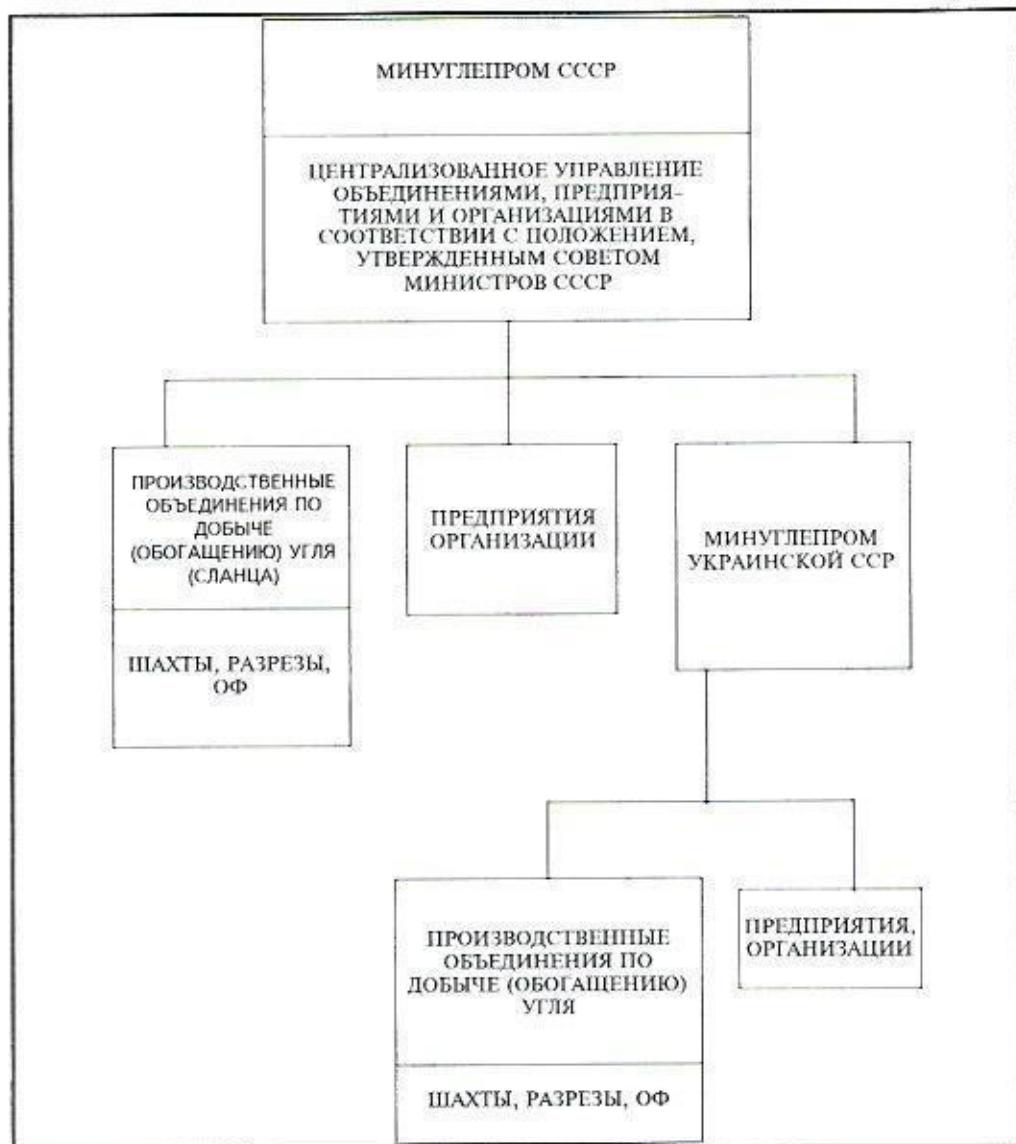 МИНУГЛЕПРОМ СССР
ЦЕНТРАЛИЗОВАННОЕ УПРАВЛЕНИЕ
ОБЪЕДИНЕНИЯМИ, ПРЕДПРИЯ-
ТИЯМИ И ОРГАНИЗАЦИЯМИ В
СООТВЕТСТВИИ С ПОЛОЖЕНИЕМ,
УТВЕРЖДЕННЫМ СОВЕТОМ
МИНИСТРОВ СССР
ПРОИЗВОДСТВЕННЫЕ
ОБЪЕДИНЕНИЯ ПО
ДОБЫЧЕ
(ОБОГАЩЕНИЮ) УГЛЯ
(СЛАНЦА)
ШАХТЫ, РАЗРЕЗЫ,
ОФ
ПРЕДПРИЯТИЯ
ОРГАНИЗАЦИИ
МИНУГЛЕПРОМ
УКРАИНСКОЙ ССР
ПРОИЗВОДСТВЕННЫЕ
ОБЪЕДИНЕНИЯ ПО
ДОБЫЧЕ (ОБОГАЩЕНИЮ)
УГЛЯ
ШАХТЫ, РАЗРЕЗЫ, ОФ
ПРЕДПРИЯТИЯ,
ОРГАНИЗАЦИИ